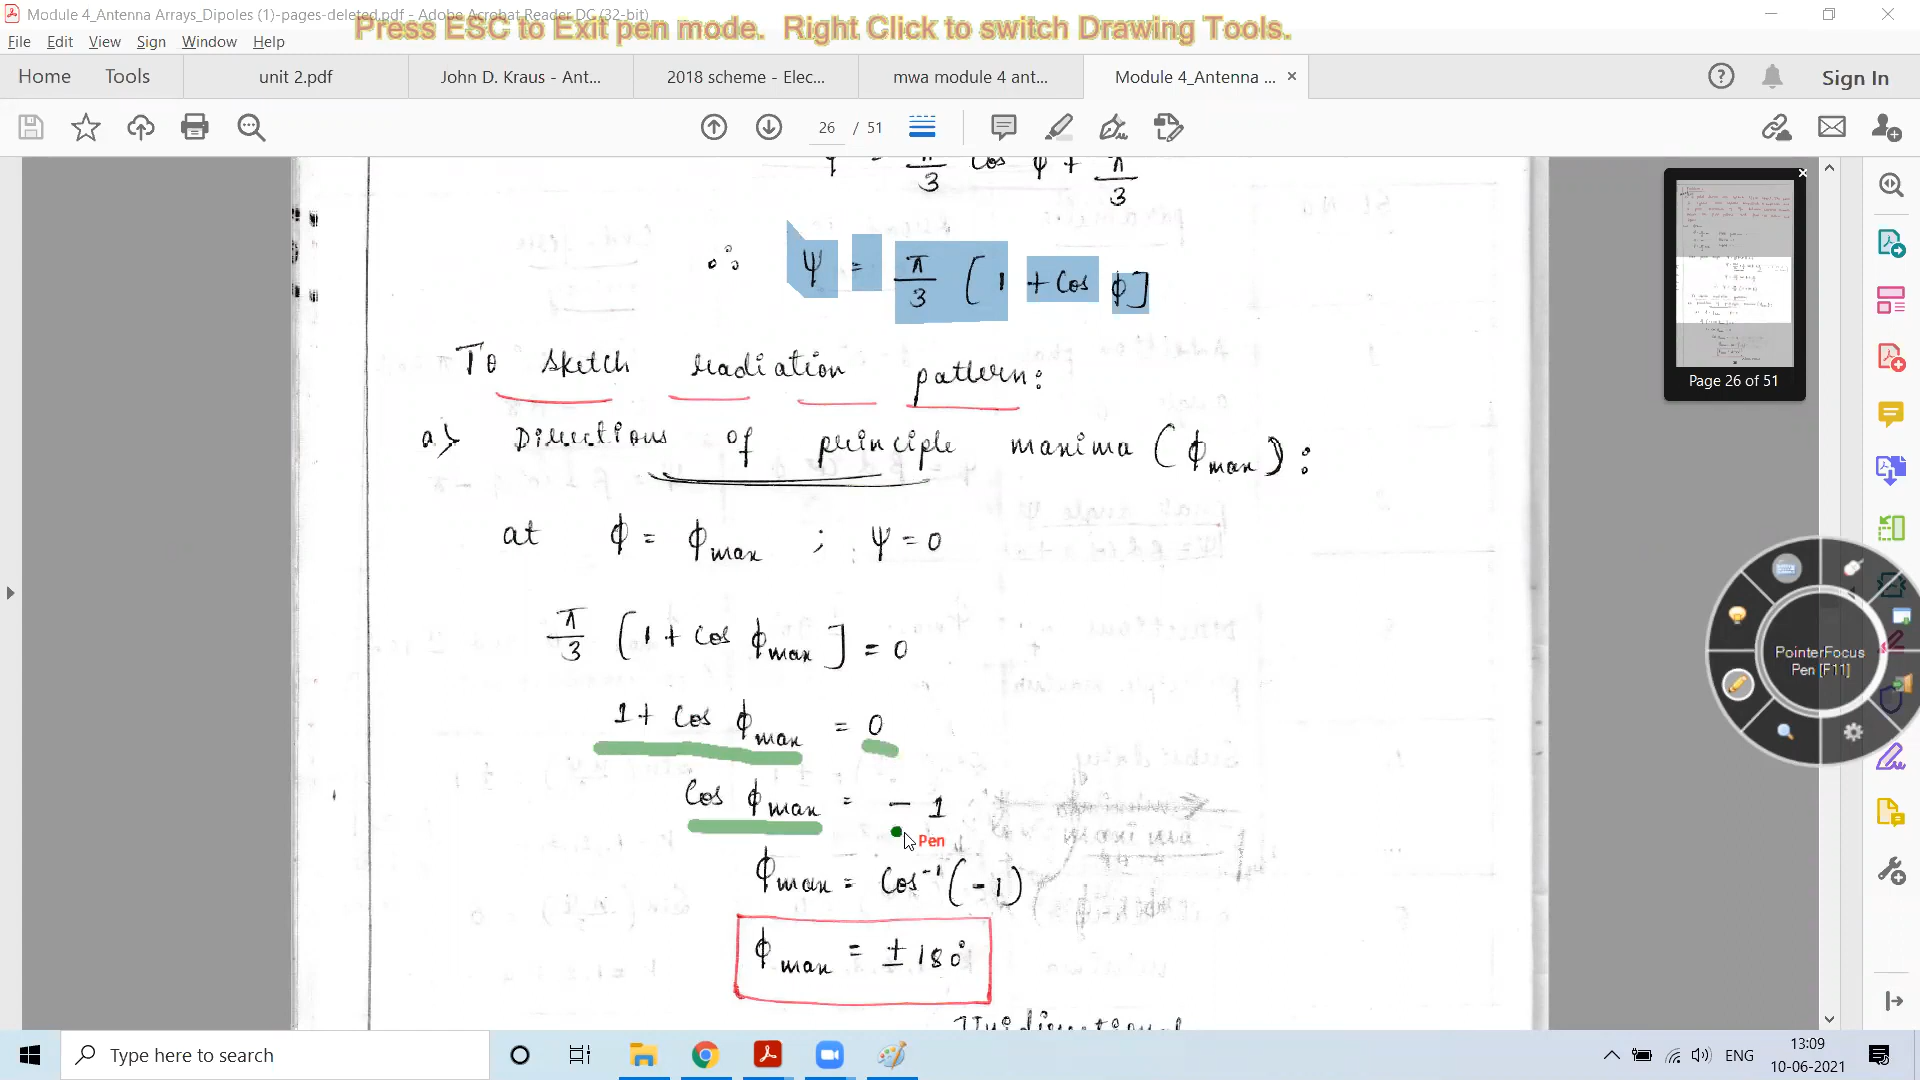 Module 4_Antenna Arrays_Dipoles (1)-pages-deleted.pdf - Adobe Acrobat Reader DC (32-bit)
Press ESC to Exit pen mode. Right Click to switch Drawing Tools.
File Edit View Sign Window Help
Home Tools unit 2.pdf John D. Kraus - Ant... 2018 scheme - Elec... mwa module 4 ant... Module 4_Antenna ... × Sign In
26 / 51
ψ = π/3 cos ψ + π/3
∴ ψ = π/3 [1 + cos ϕ]
To sketch radiation pattern:
a) Directions of principle maxima (ϕmax):
at ϕ = ϕmax ; ψ = 0
π/3 [1 + cos ϕmax] = 0
1 + cos ϕmax = 0
Cos ϕmax = - 1
Pen
ϕmax = cos⁻¹(-1)
ϕmax = ± 180°
Unidirectional
Page 26 of 51
PointerFocus
Pen [F11]
Type here to search
ENG
13:09
10-06-2021